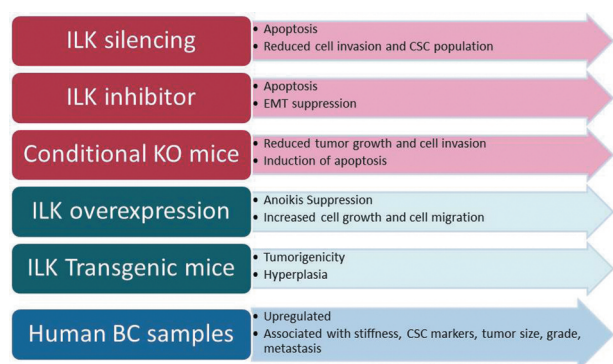 ILK silencing
• Apoptosis
• Reduced cell invasion and CSC population
ILK inhibitor
• Apoptosis
• EMT suppression
Conditional KO mice
• Reduced tumor growth and cell invasion
• Induction of apoptosis
ILK overexpression
• Anoikis Suppression
• Increased cell growth and cell migration
ILK Transgenic mice
• Tumorigenicity
• Hyperplasia
Human BC samples
• Upregulated
• Associated with stiffness, CSC markers, tumor size, grade,
metastasis